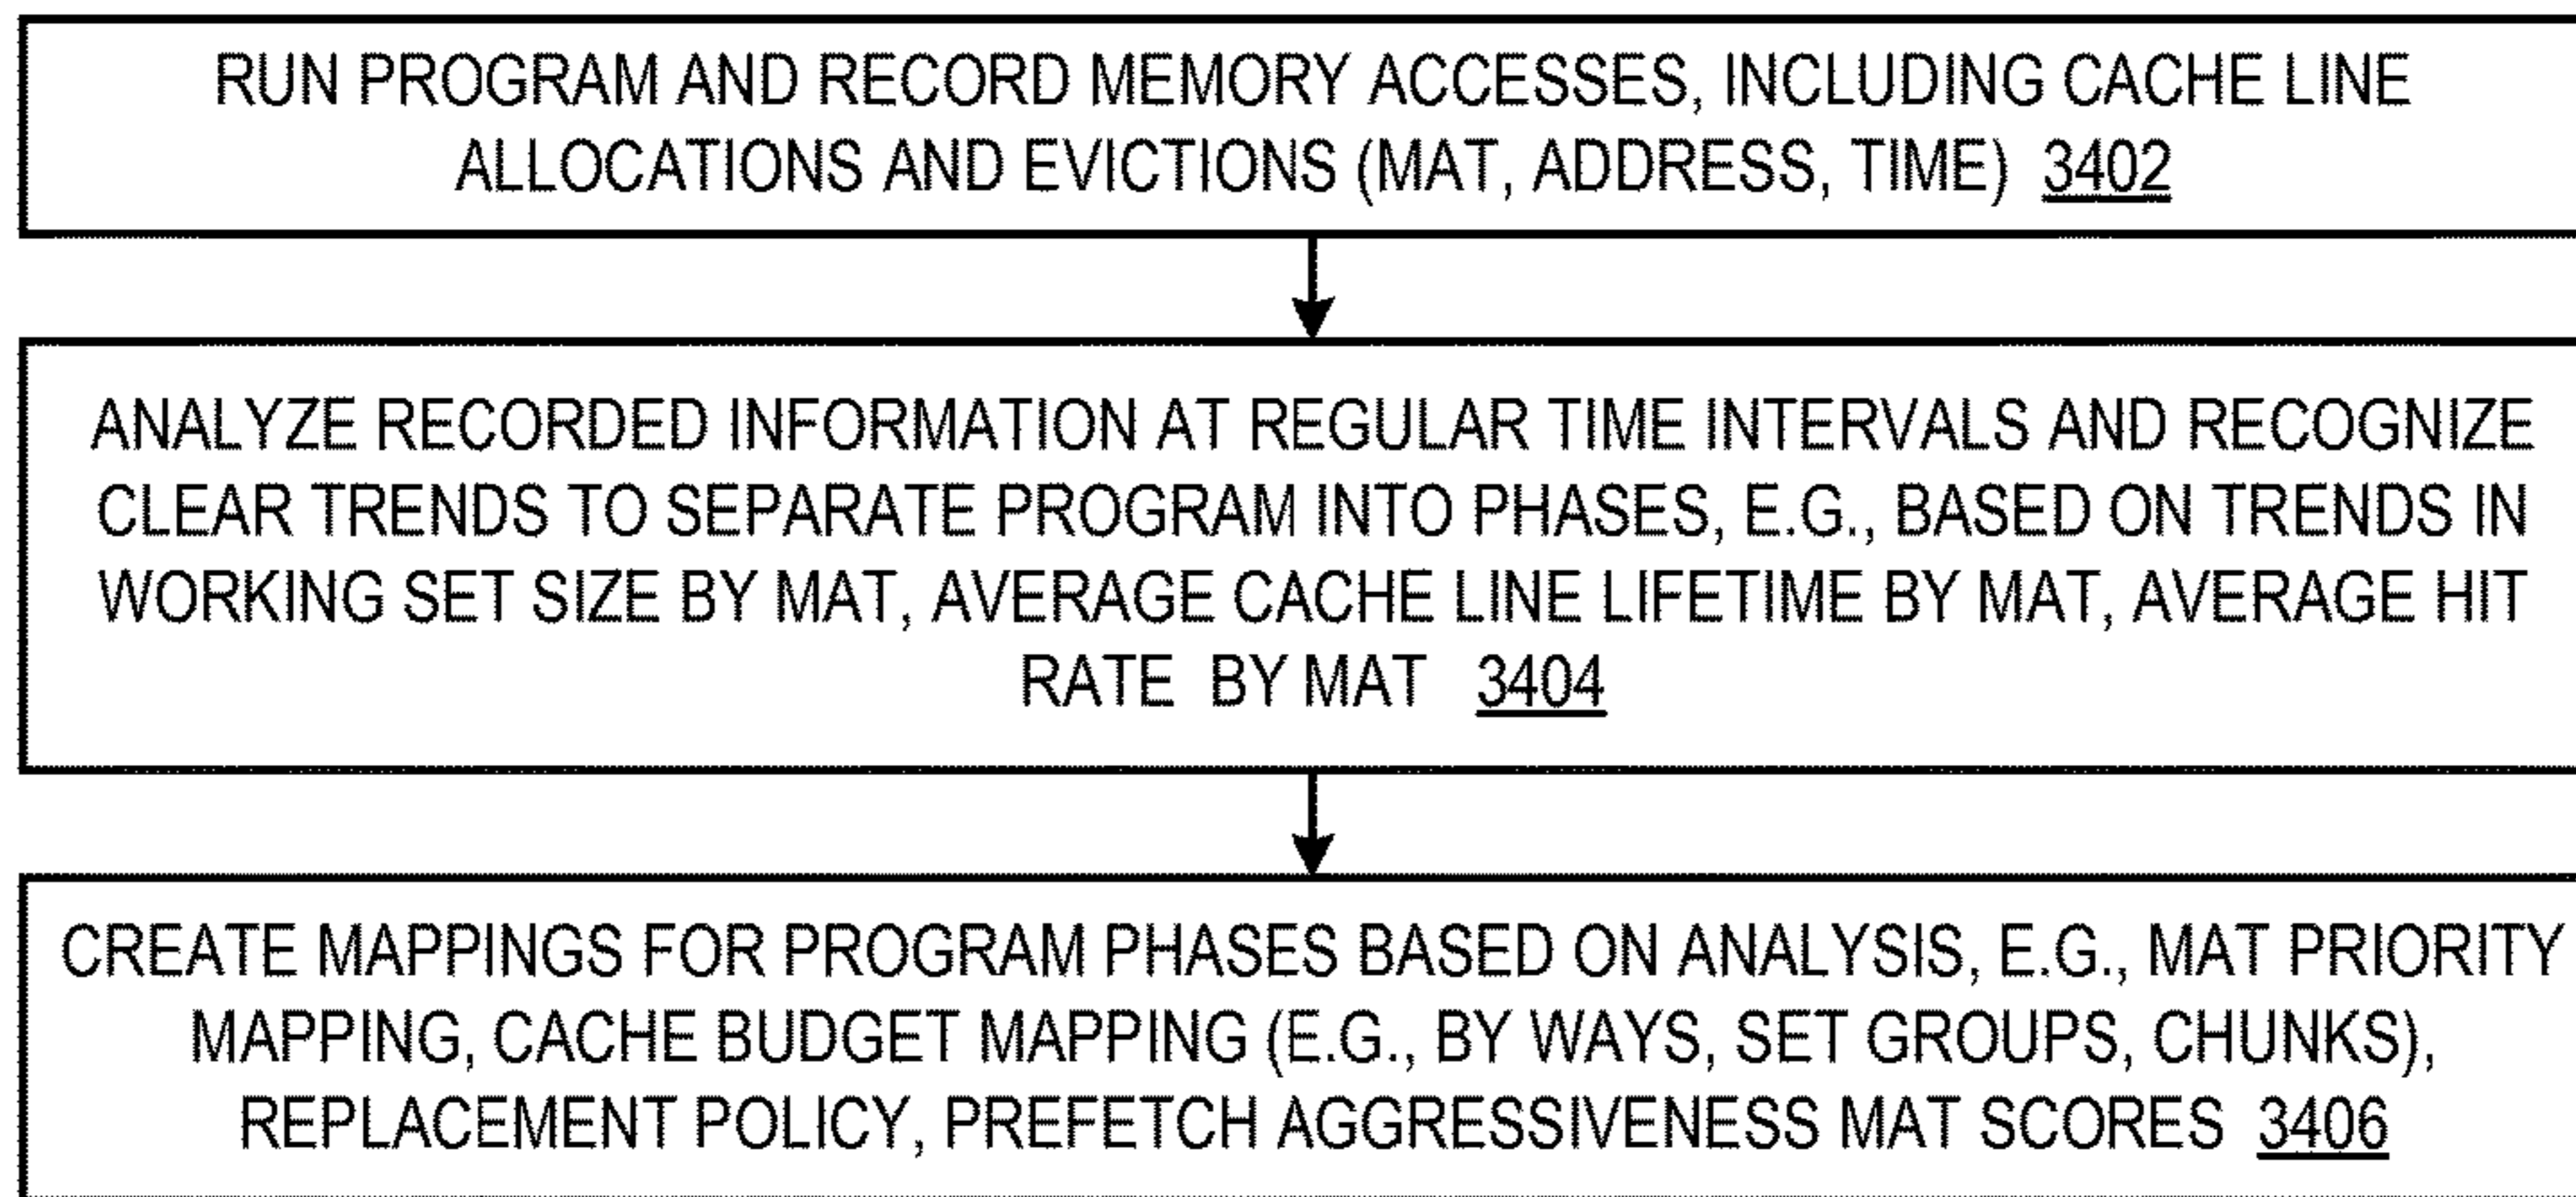 RUN PROGRAM AND RECORD MEMORY ACCESSES, INCLUDING CACHE LINE
ALLOCATIONS AND EVICTIONS (MAT, ADDRESS, TIME) 3402
ANALYZE RECORDED INFORMATION AT REGULAR TIME INTERVALS AND RECOGNIZE
CLEAR TRENDS TO SEPARATE PROGRAM INTO PHASES, E.G., BASED ON TRENDS IN
WORKING SET SIZE BY MAT, AVERAGE CACHE LINE LIFETIME BY MAT, AVERAGE HIT
RATE BY MAT 3404
CREATE MAPPINGS FOR PROGRAM PHASES BASED ON ANALYSIS, E.G., MAT PRIORITY
MAPPING, CACHE BUDGET MAPPING (E.G., BY WAYS, SET GROUPS, CHUNKS),
REPLACEMENT POLICY, PREFETCH AGGRESSIVENESS MAT SCORES 3406